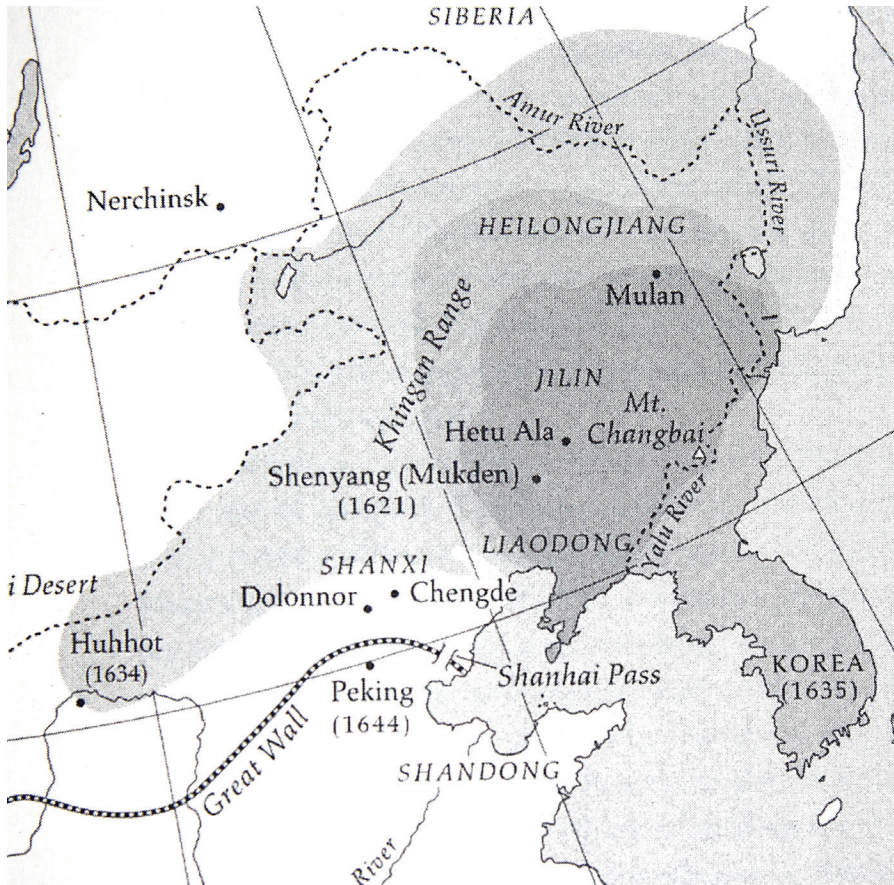 SIBERIA
Amur River
Ussuri River
Nerchinsk
HEILONGJIANG
Mulan
Khingan Range
JILIN
Mt.
Changbai
Hetu Ala
Shenyang (Mukden)
(1621)
Yalu River
LIAODONG
SHANXI
i Desert
Dolonnor
Chengde
Huhhot
(1634)
Shanhai Pass
KOREA
(1635)
Peking
(1644)
Great Wall
SHANDONG
River